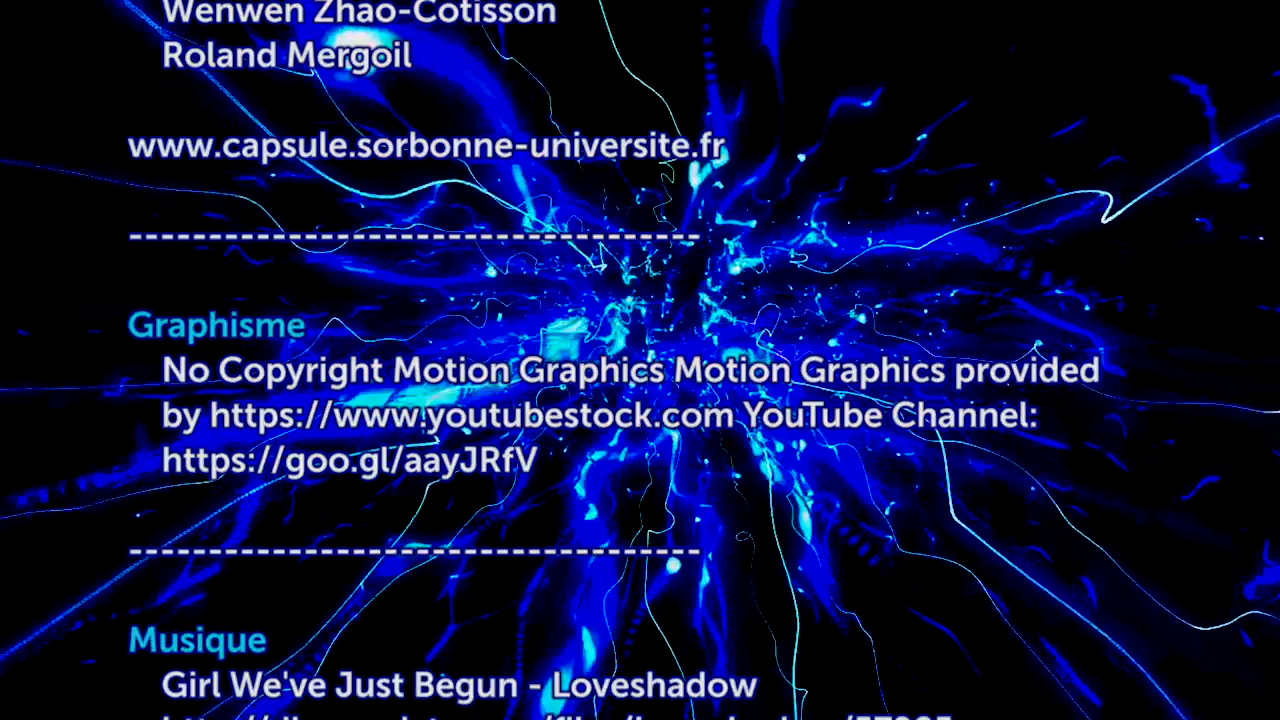 Wenwen Zhao-Cotisson
Roland Mergoil
www.capsule.sorbonne-universite.fr
------------------------------------
Graphisme
No Copyright Motion Graphics Motion Graphics provided
by https://www.youtubestock.com YouTube Channel:
https://goo.gl/aayJRfV
------------------------------------
Musique
Girl We've Just Begun - Loveshadow